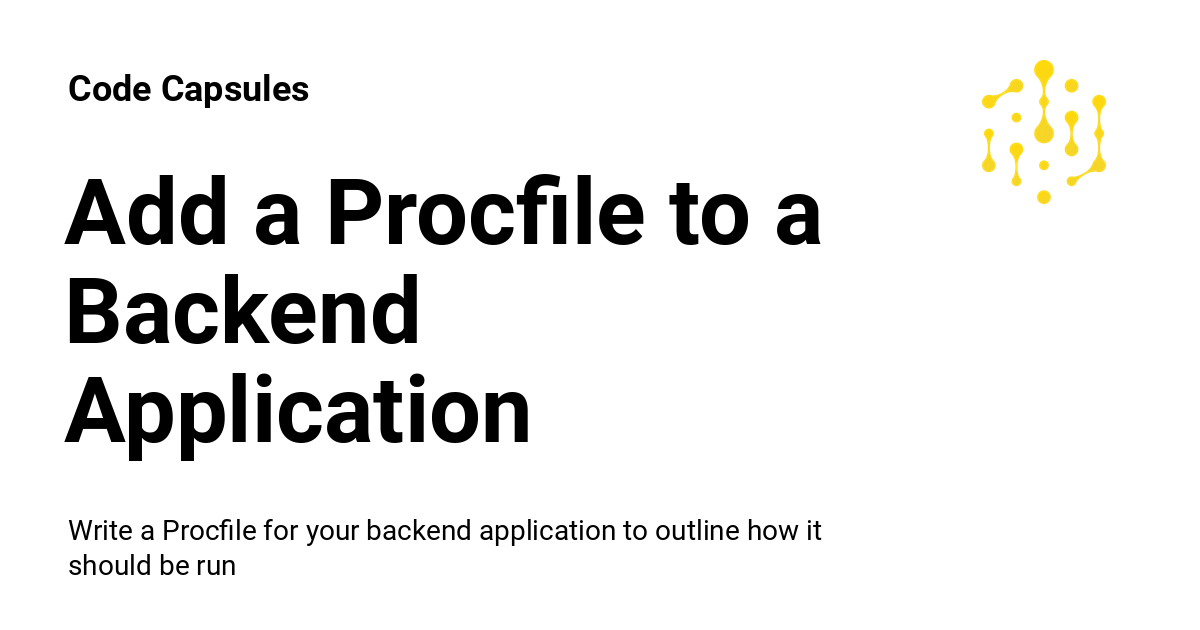 Code Capsules
Add a Procfile to a
Backend
Application
Write a Procfile for your backend application to outline how it
should be run